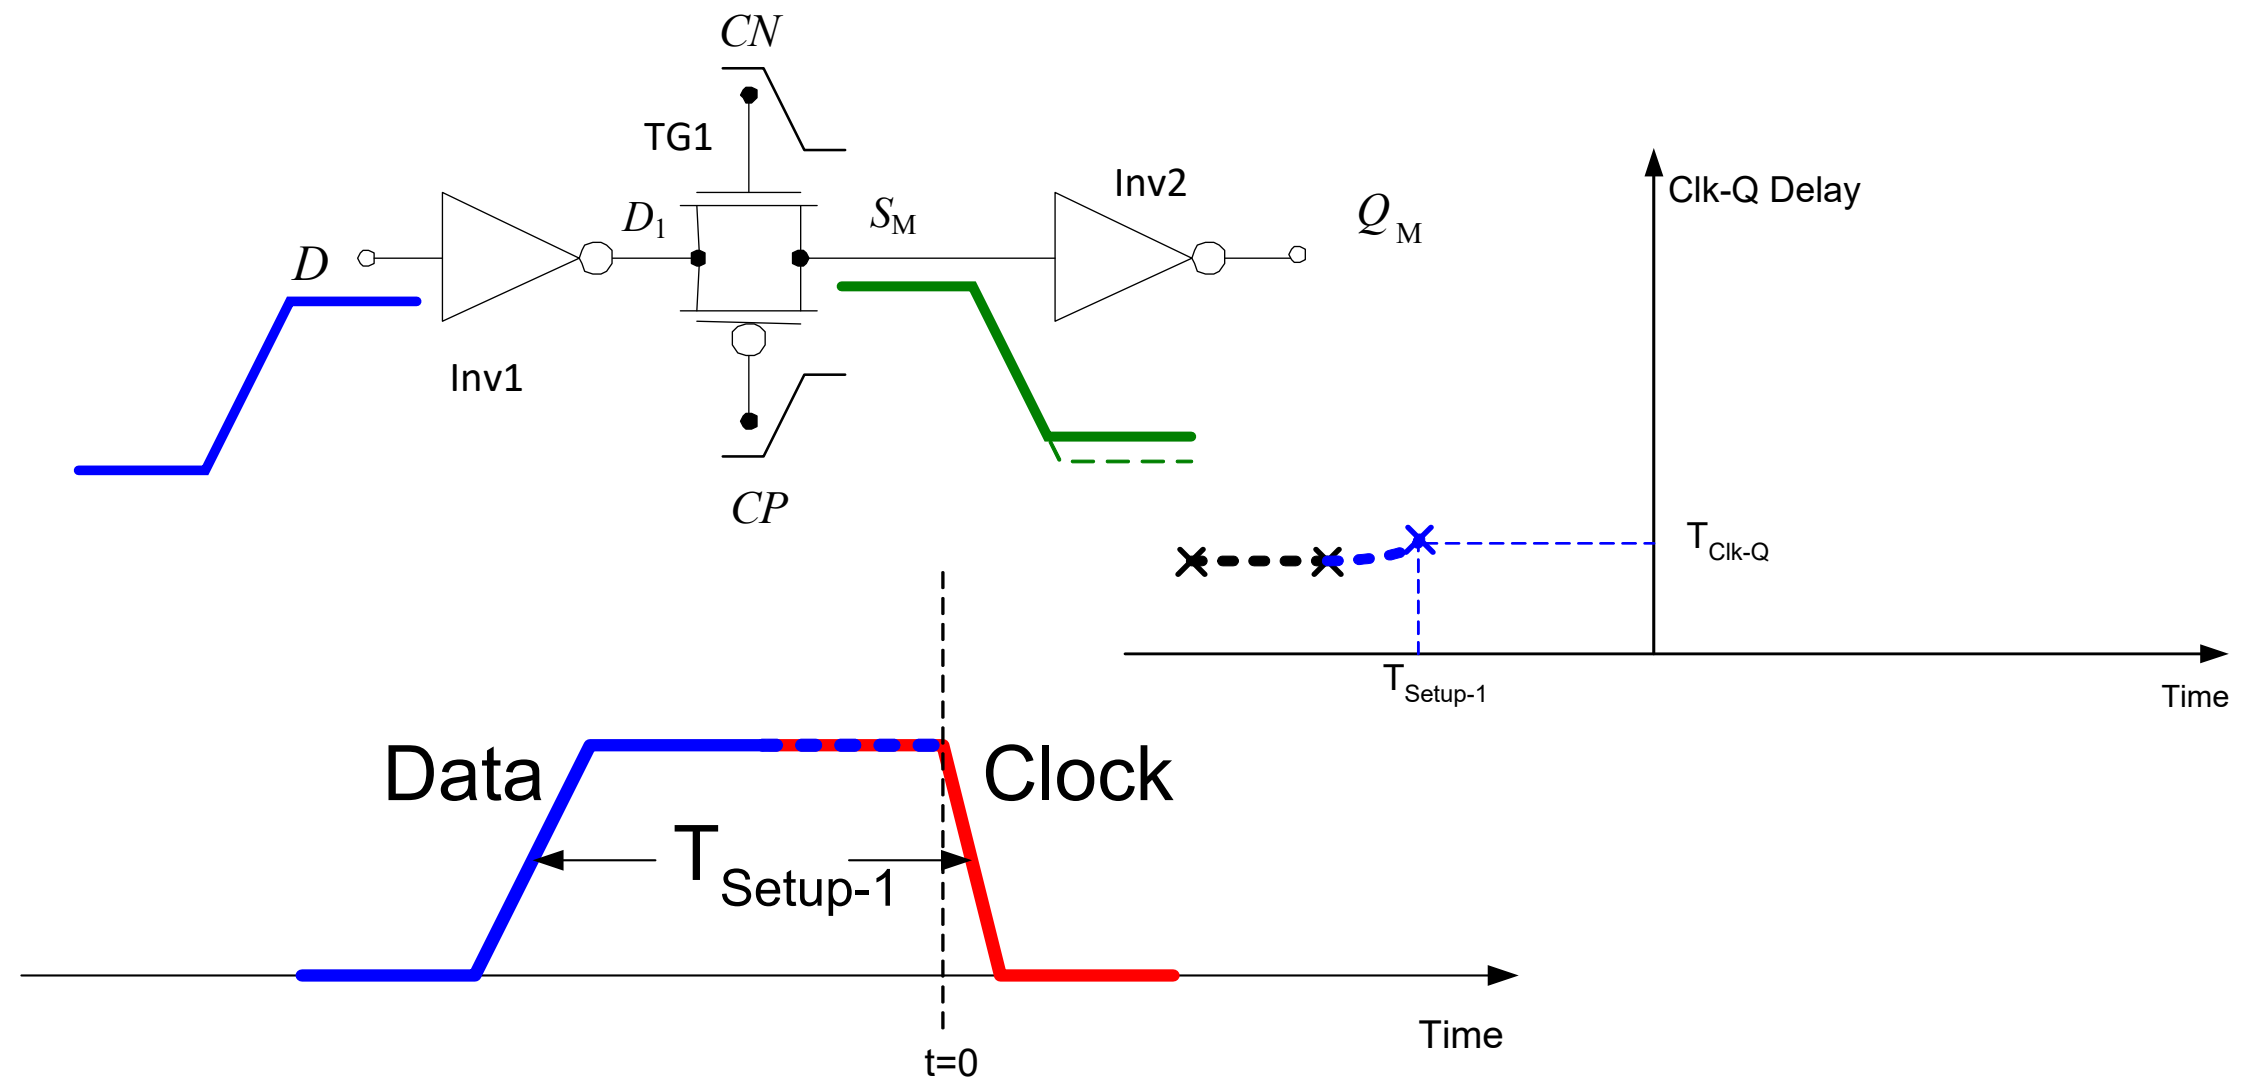 CN
TG1
Inv2
Clk-Q Delay
D
D1
SM
QM
Inv1
CP
TClk-Q
TSetup-1
Time
Data
Clock
TSetup-1
Time
t=0